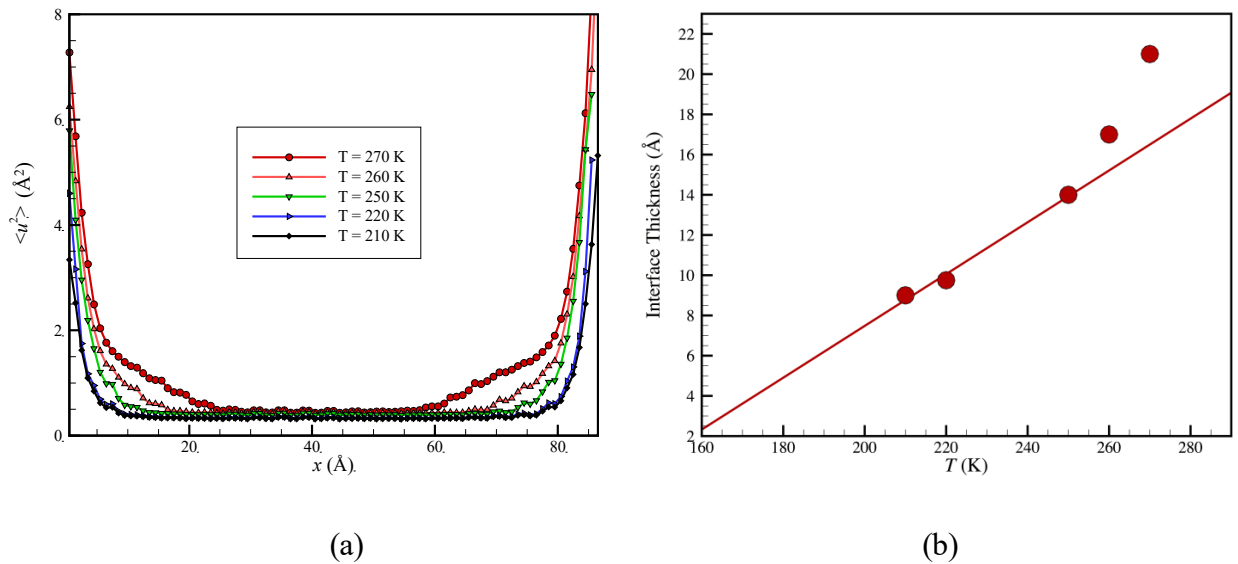 8
6.
4.
2.
0.
<u²> (Å²)
T = 270 K
T = 260 K
T = 250 K
T = 220 K
T = 210 K
20.
40.
60.
80.
x (Å).
(a)
22
20
18
16
14
12
10
8
6
4
2
Interface Thickness (Å)
160
180
200
220
240
260
280
T (K)
(b)